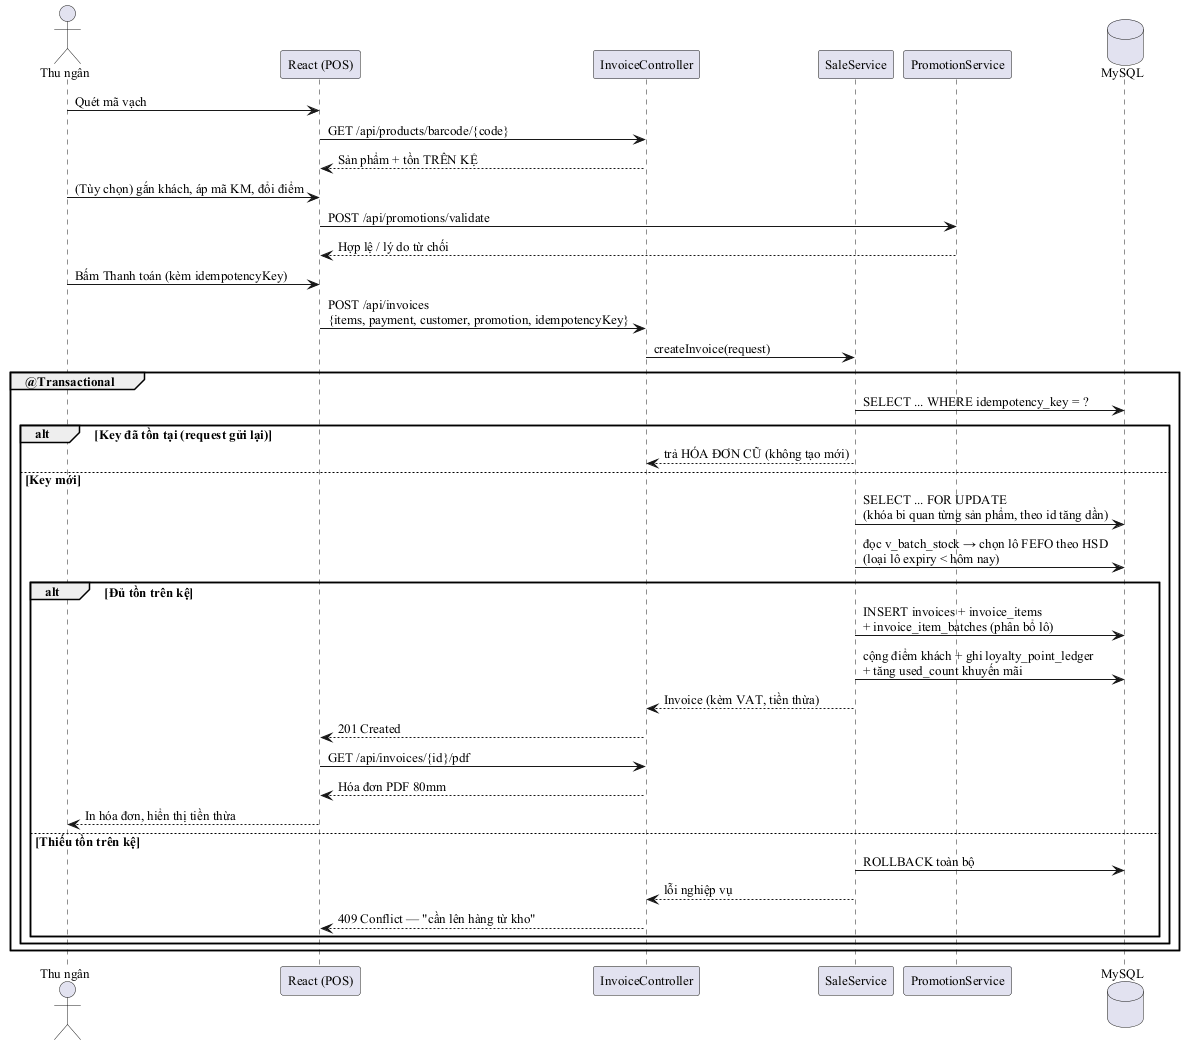 Thu ngân
React (POS)
InvoiceController
SaleService
PromotionService
MySQL
Quét mã vạch
GET /api/products/barcode/{code}
Sản phẩm + tồn TRÊN KỆ
(Tùy chọn) gắn khách, áp mã KM, đổi điểm
POST /api/promotions/validate
Hợp lệ / lý do từ chối
Bấm Thanh toán (kèm idempotencyKey)
POST /api/invoices
{items, payment, customer, promotion, idempotencyKey}
createInvoice(request)
@Transactional
SELECT ... WHERE idempotency_key = ?
alt [Key đã tồn tại (request gửi lại)]
trả HÓA ĐƠN CŨ (không tạo mới)
[Key mới]
SELECT ... FOR UPDATE
(khóa bi quan từng sản phẩm, theo id tăng dần)
đọc v_batch_stock → chọn lô FEFO theo HSD
(loại lô expiry < hôm nay)
alt [Đủ tồn trên kệ]
INSERT invoices + invoice_items
+ invoice_item_batches (phân bổ lô)
cộng điểm khách + ghi loyalty_point_ledger
+ tăng used_count khuyến mãi
Invoice (kèm VAT, tiền thừa)
201 Created
GET /api/invoices/{id}/pdf
Hóa đơn PDF 80mm
In hóa đơn, hiển thị tiền thừa
[Thiếu tồn trên kệ]
ROLLBACK toàn bộ
lỗi nghiệp vụ
409 Conflict — "cần lên hàng từ kho"
Thu ngân
React (POS)
InvoiceController
SaleService
PromotionService
MySQL